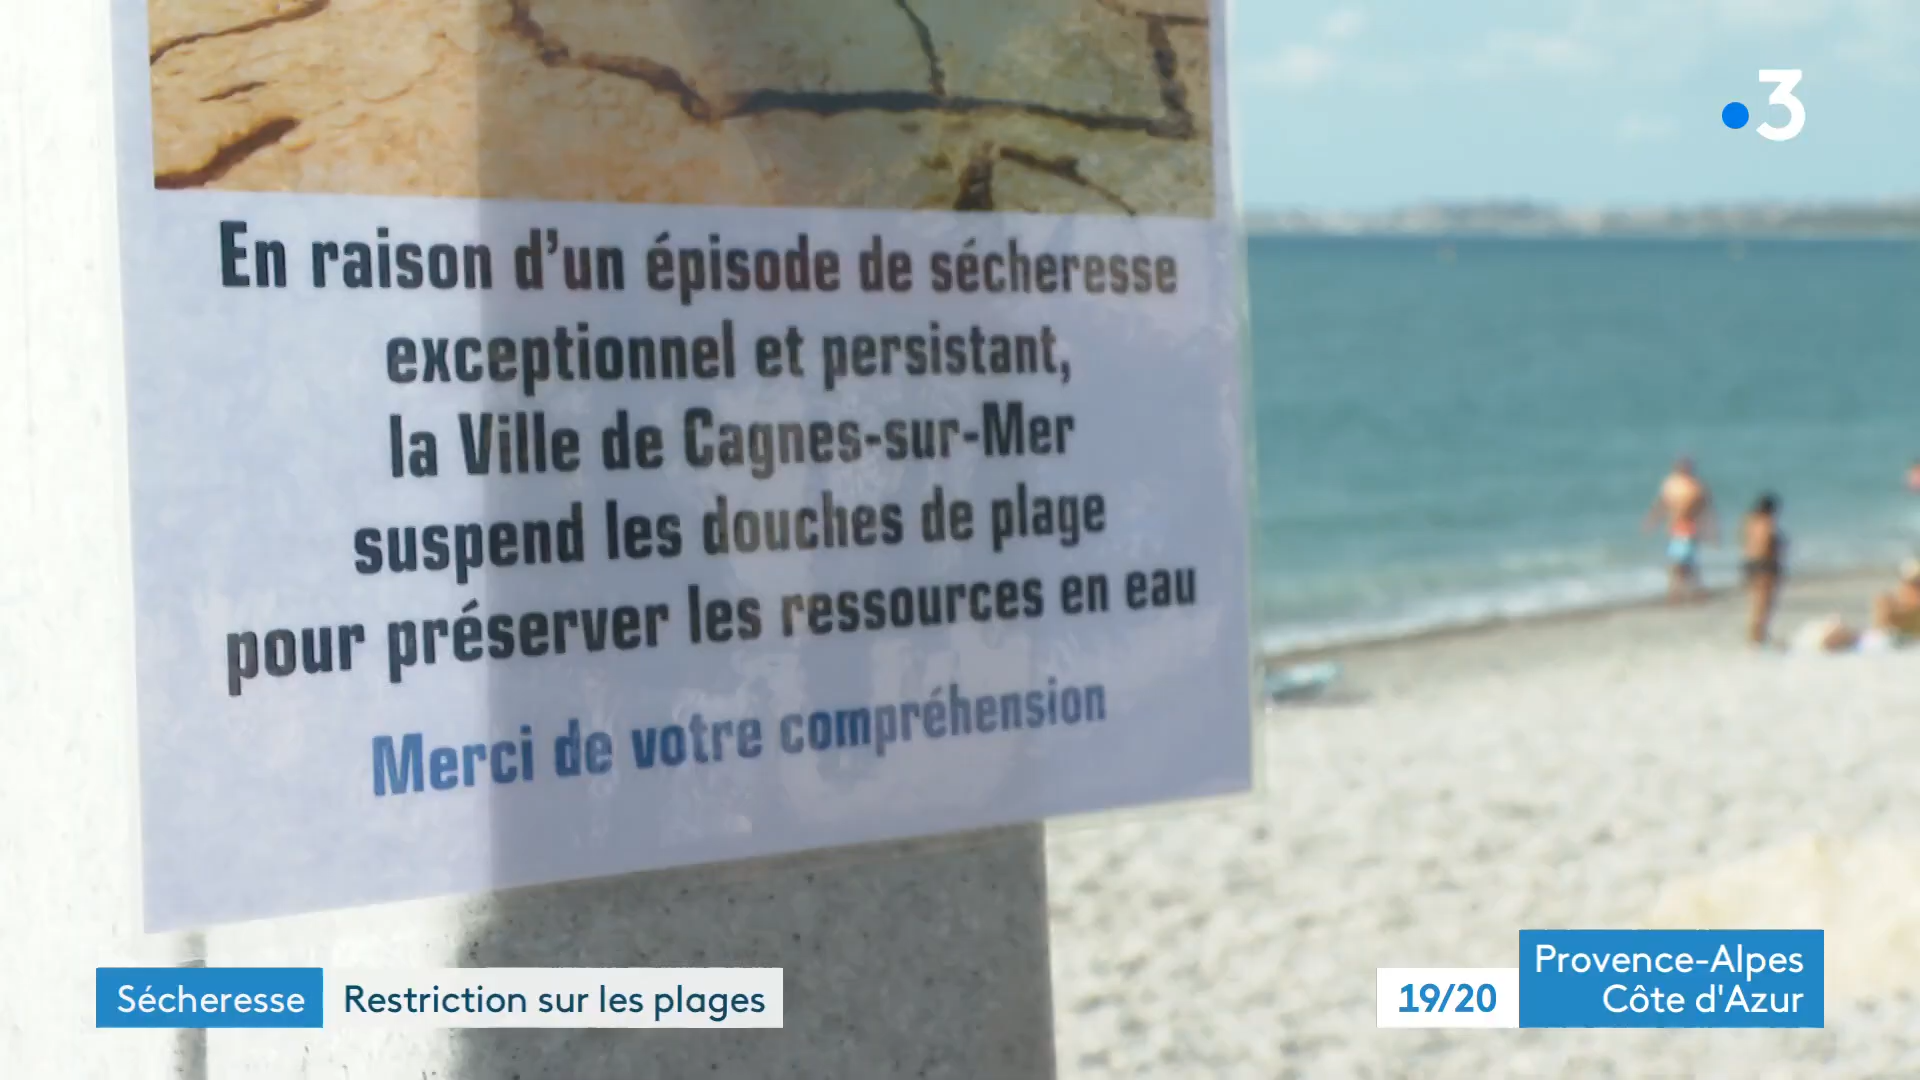 3
En raison d'un épisode de sécheresse
exceptionnel et persistant,
la Ville de Cagnes-sur-Mer
suspend les douches de plage
pour préserver les ressources en eau
Merci de votre compréhension
Sécheresse
Restriction sur les plages
19/20
Provence-Alpes
Côte d'Azur